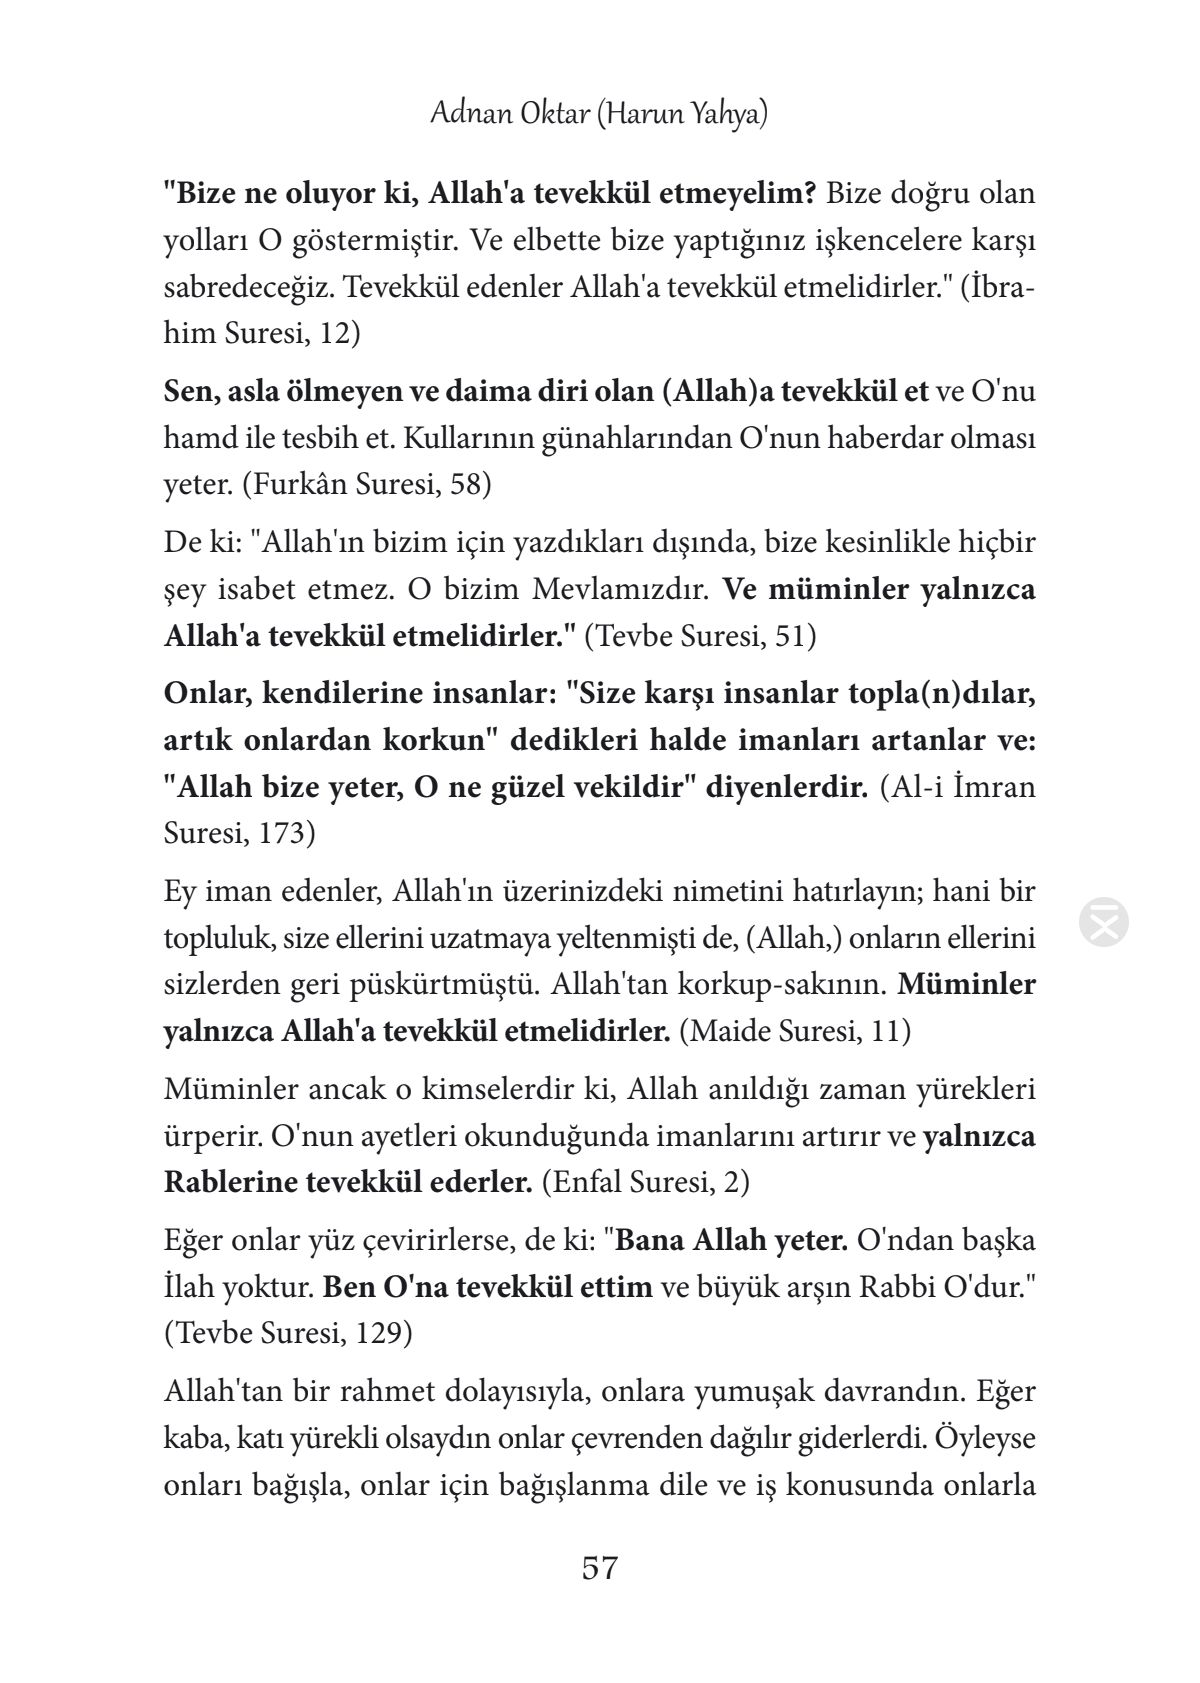 Adnan Oktar (Harun Yahya)
"Bize ne oluyor ki, Allah'a tevekkül etmeyelim? Bize doğru olan
yolları O göstermiştir. Ve elbette bize yaptığınız işkencelere karşı
sabredeceğiz. Tevekkül edenler Allah'a tevekkül etmelidirler." (İbra-
him Suresi, 12)
Sen, asla ölmeyen ve daima diri olan (Allah)a tevekkül et ve O'nu
hamd ile tesbih et. Kullarının günahlarından O'nun haberdar olması
yeter. (Furkân Suresi, 58)
De ki: "Allah'ın bizim için yazdıkları dışında, bize kesinlikle hiçbir
şey isabet etmez. O bizim Mevlamızdır. Ve müminler yalnızca
Allah'a tevekkül etmelidirler." (Tevbe Suresi, 51)
Onlar, kendilerine insanlar: "Size karşı insanlar topla(n)dılar,
artık onlardan korkun" dedikleri halde imanları artanlar ve:
"Allah bize yeter, O ne güzel vekildir" diyenlerdir. (Al-i İmran
Suresi, 173)
Ey iman edenler, Allah'ın üzerinizdeki nimetini hatırlayın; hani bir
topluluk, size ellerini uzatmaya yeltenmişti de, (Allah,) onların ellerini
sizlerden geri püskürtmüştü. Allah'tan korkup-sakının. Müminler
yalnızca Allah'a tevekkül etmelidirler. (Maide Suresi, 11)
Müminler ancak o kimselerdir ki, Allah anıldığı zaman yürekleri
ürperir. O'nun ayetleri okunduğunda imanlarını artırır ve yalnızca
Rablerine tevekkül ederler. (Enfal Suresi, 2)
Eğer onlar yüz çevirirlerse, de ki: "Bana Allah yeter. O'ndan başka
İlah yoktur. Ben O'na tevekkül ettim ve büyük arşın Rabbi O'dur."
(Tevbe Suresi, 129)
Allah'tan bir rahmet dolayısıyla, onlara yumuşak davrandın. Eğer
kaba, katı yürekli olsaydın onlar çevrenden dağılır giderlerdi. Öyleyse
onları bağışla, onlar için bağışlanma dile ve iş konusunda onlarla
57